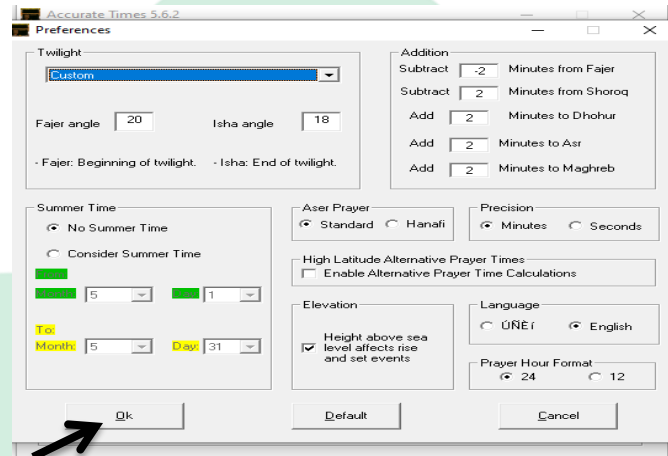 Accurate Times 5.6.2
Preferences
Twilight
Custom
Fajer angle 20 Isha angle 18
- Fajer: Beginning of twilight. - Isha: End of twilight.
Addition
Subtract -2 Minutes from Fajer
Subtract 2 Minutes from Shoroq
Add 2 Minutes to Dhohur
Add 2 Minutes to Asr
Add 2 Minutes to Maghreb
Summer Time
No Summer Time
Consider Summer Time
5 1
To:
Month: 5 Day: 31
Aser Prayer
Standard Hanafi
Precision
Minutes Seconds
High Latitude Alternative Prayer Times
Enable Alternative Prayer Time Calculations
Elevation
Height above sea
level affects rise
and set events
Language
ÚÑÈí English
Prayer Hour Format
24 12
Ok Default Cancel